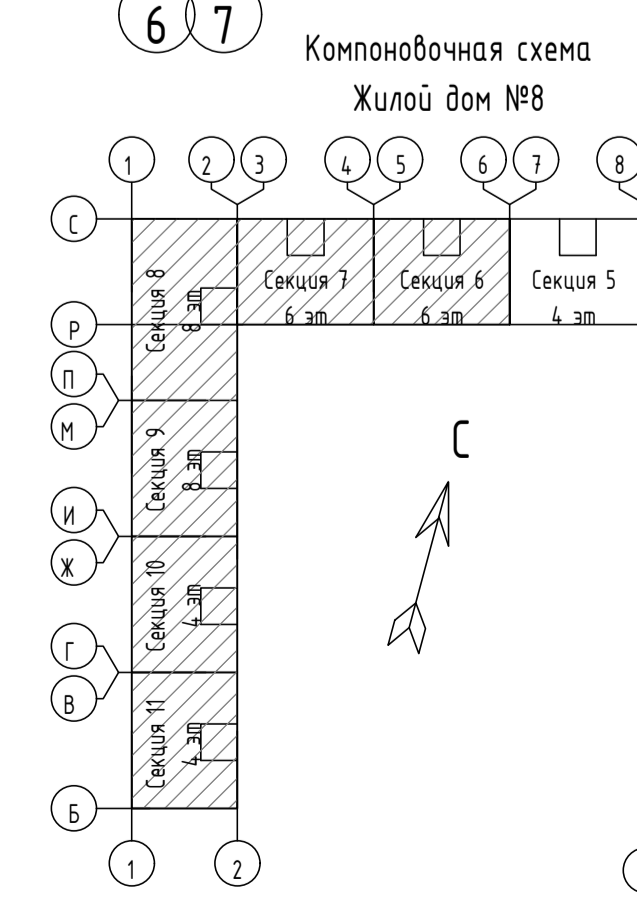 6 7
Компоновочная схема
Жилой дом №8
1 2 3 4 5 6 7 8
С
Секция 7 Секция 6 Секция 5
6 эт 6 эт 4 эт
Секция 8
8 эт
Р
П
М
Секция 9
8 эт
С
И
Ж
Секция 10
4 эт
Г
В
Секция 11
4 эт
Б
1 2